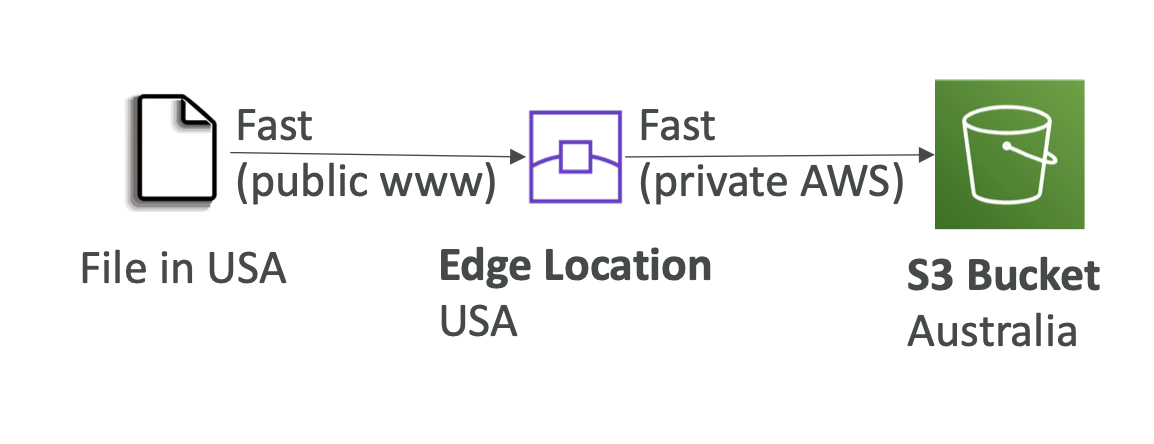 Fast
(public www)
Fast
(private AWS)
File in USA
Edge Location
USA
S3 Bucket
Australia